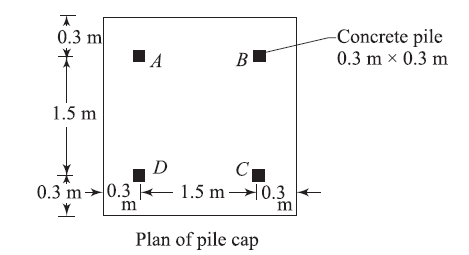 0.3 m
A
B
Concrete pile
0.3 m × 0.3 m
1.5 m
D
C
0.3 m
0.3 m
1.5 m
0.3 m
Plan of pile cap